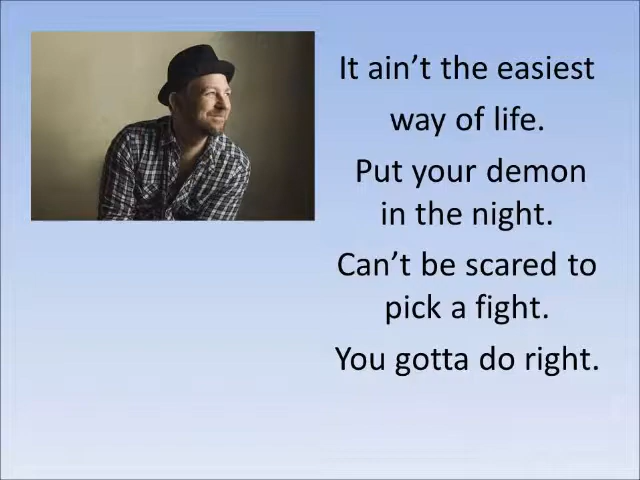 It ain’t the easiest
way of life.
Put your demon
in the night.
Can’t be scared to
pick a fight.
You gotta do right.